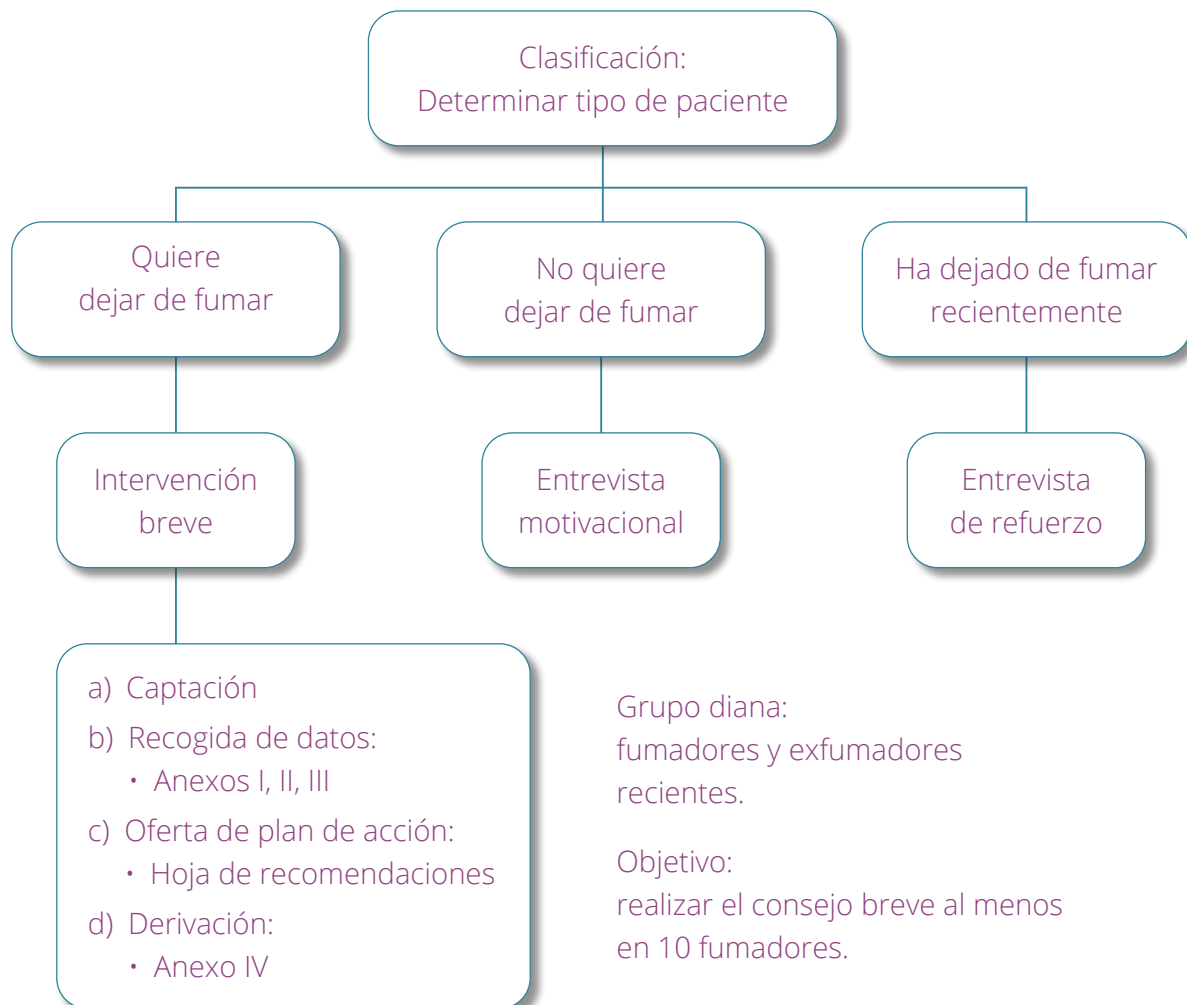 Clasificación:
Determinar tipo de paciente
Quiere
dejar de fumar
No quiere
dejar de fumar
Ha dejado de fumar
recientemente
Intervención
breve
Entrevista
motivacional
Entrevista
de refuerzo
a) Captación
b) Recogida de datos:
• Anexos I, II, III
c) Oferta de plan de acción:
• Hoja de recomendaciones
d) Derivación:
• Anexo IV
Grupo diana:
fumadores y exfumadores
recientes.
Objetivo:
realizar el consejo breve al menos
en 10 fumadores.